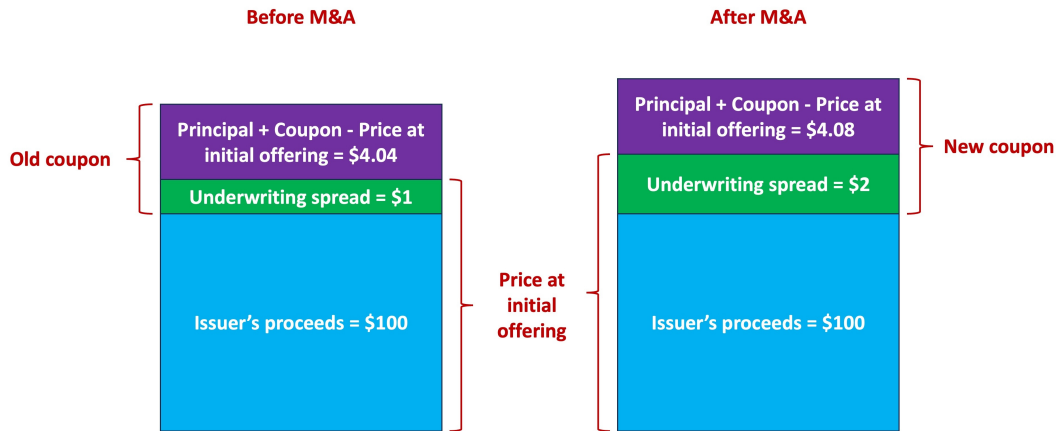 Before M&A
After M&A
Principal + Coupon - Price at
initial offering = $4.04
Old coupon
Underwriting spread = $1
Issuer’s proceeds = $100
Price at
initial
offering
Principal + Coupon - Price at
initial offering = $4.08
New coupon
Underwriting spread = $2
Issuer’s proceeds = $100